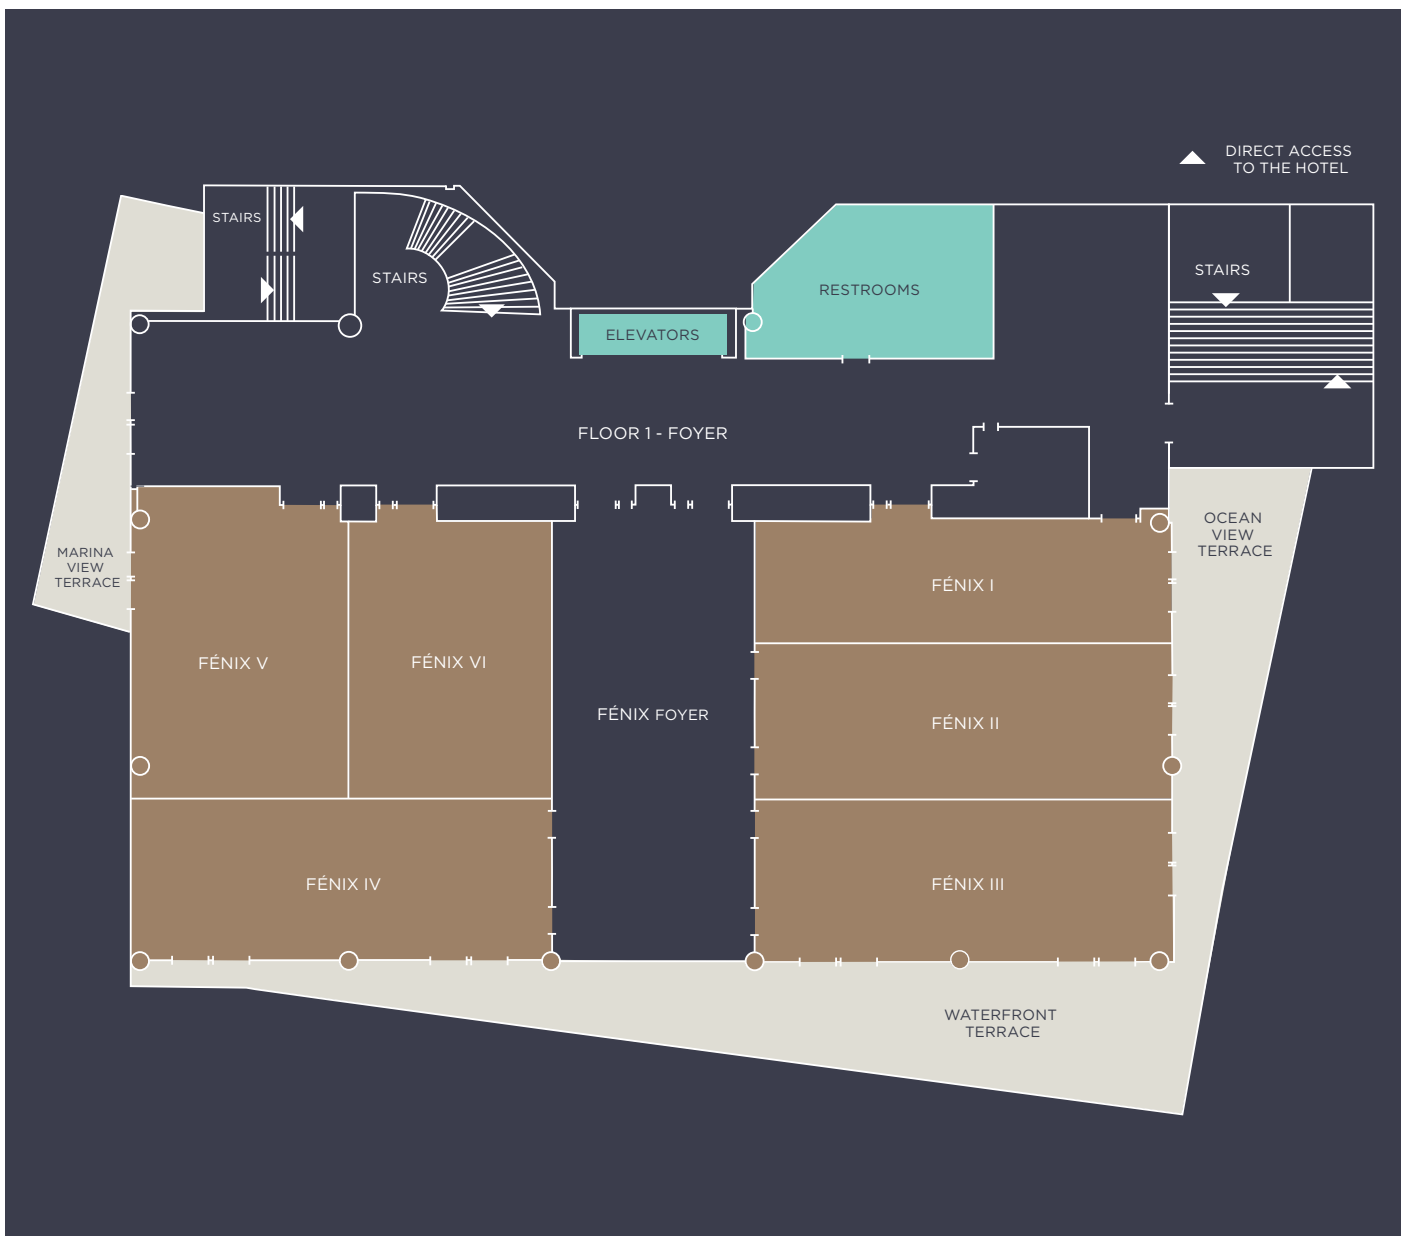 DIRECT ACCESS
TO THE HOTEL
STAIRS
STAIRS
STAIRS
RESTROOMS
ELEVATORS
FLOOR 1 - FOYER
OCEAN
VIEW
TERRACE
MARINA
VIEW
TERRACE
FÉNIX I
FÉNIX V
FÉNIX VI
FÉNIX FOYER
FÉNIX II
FÉNIX IV
FÉNIX III
WATERFRONT
TERRACE